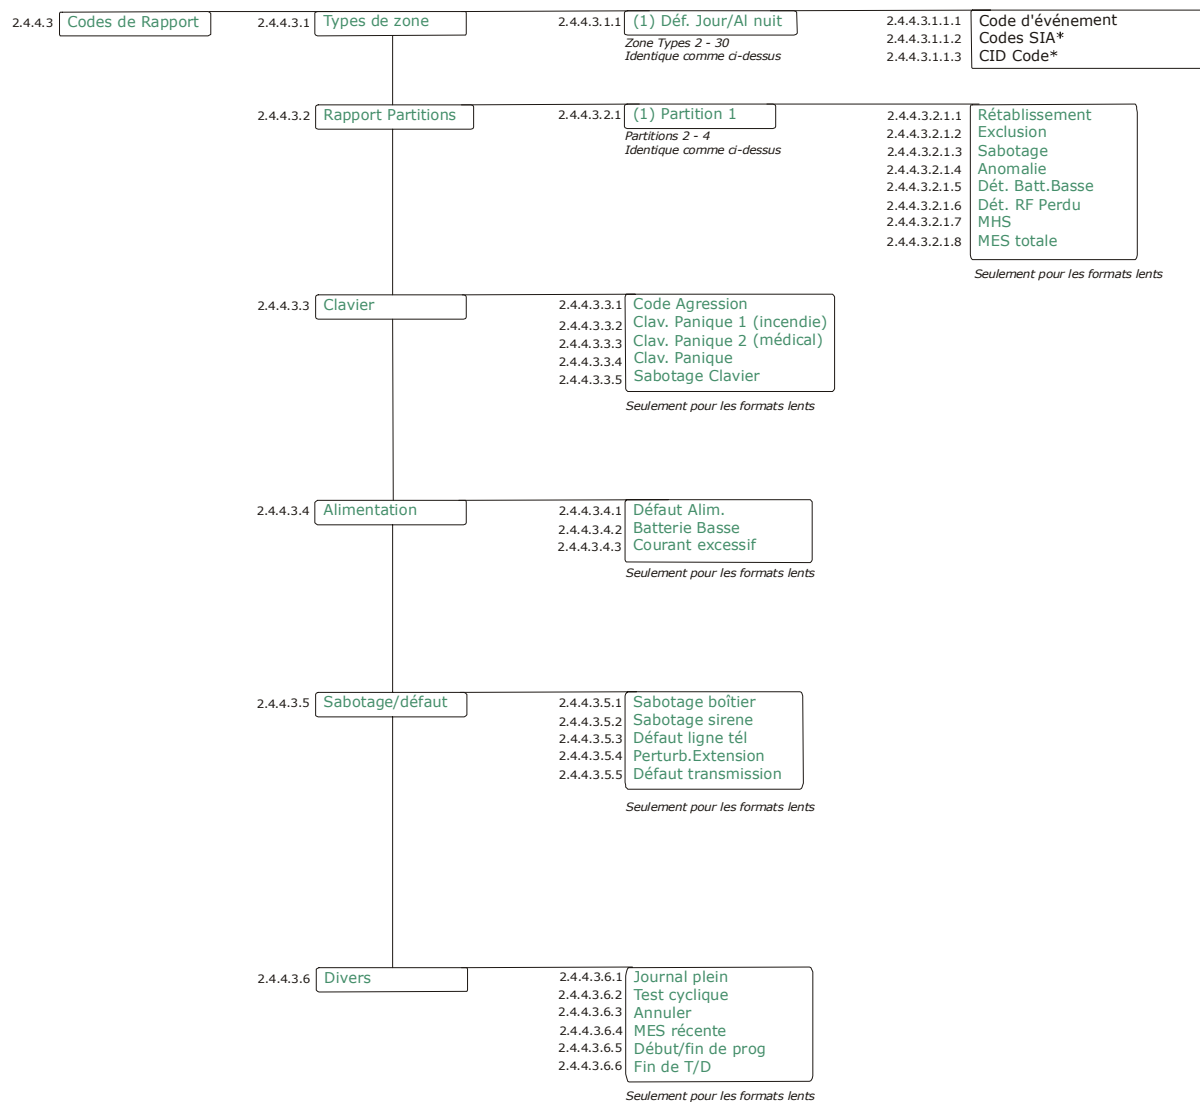 2.4.4.3 Codes de Rapport
2.4.4.3.1 Types de zone
2.4.4.3.1.1 (1) Déf. Jour/Al nuit
Zone Types 2 - 30
Identique comme ci-dessus
2.4.4.3.1.1.1 Code d'événement
2.4.4.3.1.1.2 Codes SIA*
2.4.4.3.1.1.3 CID Code*
2.4.4.3.2 Rapport Partitions
2.4.4.3.2.1 (1) Partition 1
Partitions 2 - 4
Identique comme ci-dessus
2.4.4.3.2.1.1 Rétablissement
2.4.4.3.2.1.2 Exclusion
2.4.4.3.2.1.3 Sabotage
2.4.4.3.2.1.4 Anomalie
2.4.4.3.2.1.5 Dét. Batt.Basse
2.4.4.3.2.1.6 Dét. RF Perdu
2.4.4.3.2.1.7 MHS
2.4.4.3.2.1.8 MES totale
Seulement pour les formats lents
2.4.4.3.3 Clavier
2.4.4.3.3.1 Code Agression
2.4.4.3.3.2 Clav. Panique 1 (incendie)
2.4.4.3.3.3 Clav. Panique 2 (médical)
2.4.4.3.3.4 Clav. Panique
2.4.4.3.3.5 Sabotage Clavier
Seulement pour les formats lents
2.4.4.3.4 Alimentation
2.4.4.3.4.1 Défaut Alim.
2.4.4.3.4.2 Batterie Basse
2.4.4.3.4.3 Courant excessif
Seulement pour les formats lents
2.4.4.3.5 Sabotage/défaut
2.4.4.3.5.1 Sabotage boîtier
2.4.4.3.5.2 Sabotage sirene
2.4.4.3.5.3 Défaut ligne tél
2.4.4.3.5.4 Perturb.Extension
2.4.4.3.5.5 Défaut transmission
Seulement pour les formats lents
2.4.4.3.6 Divers
2.4.4.3.6.1 Journal plein
2.4.4.3.6.2 Test cyclique
2.4.4.3.6.3 Annuler
2.4.4.3.6.4 MES récente
2.4.4.3.6.5 Début/fin de prog
2.4.4.3.6.6 Fin de T/D
Seulement pour les formats lents